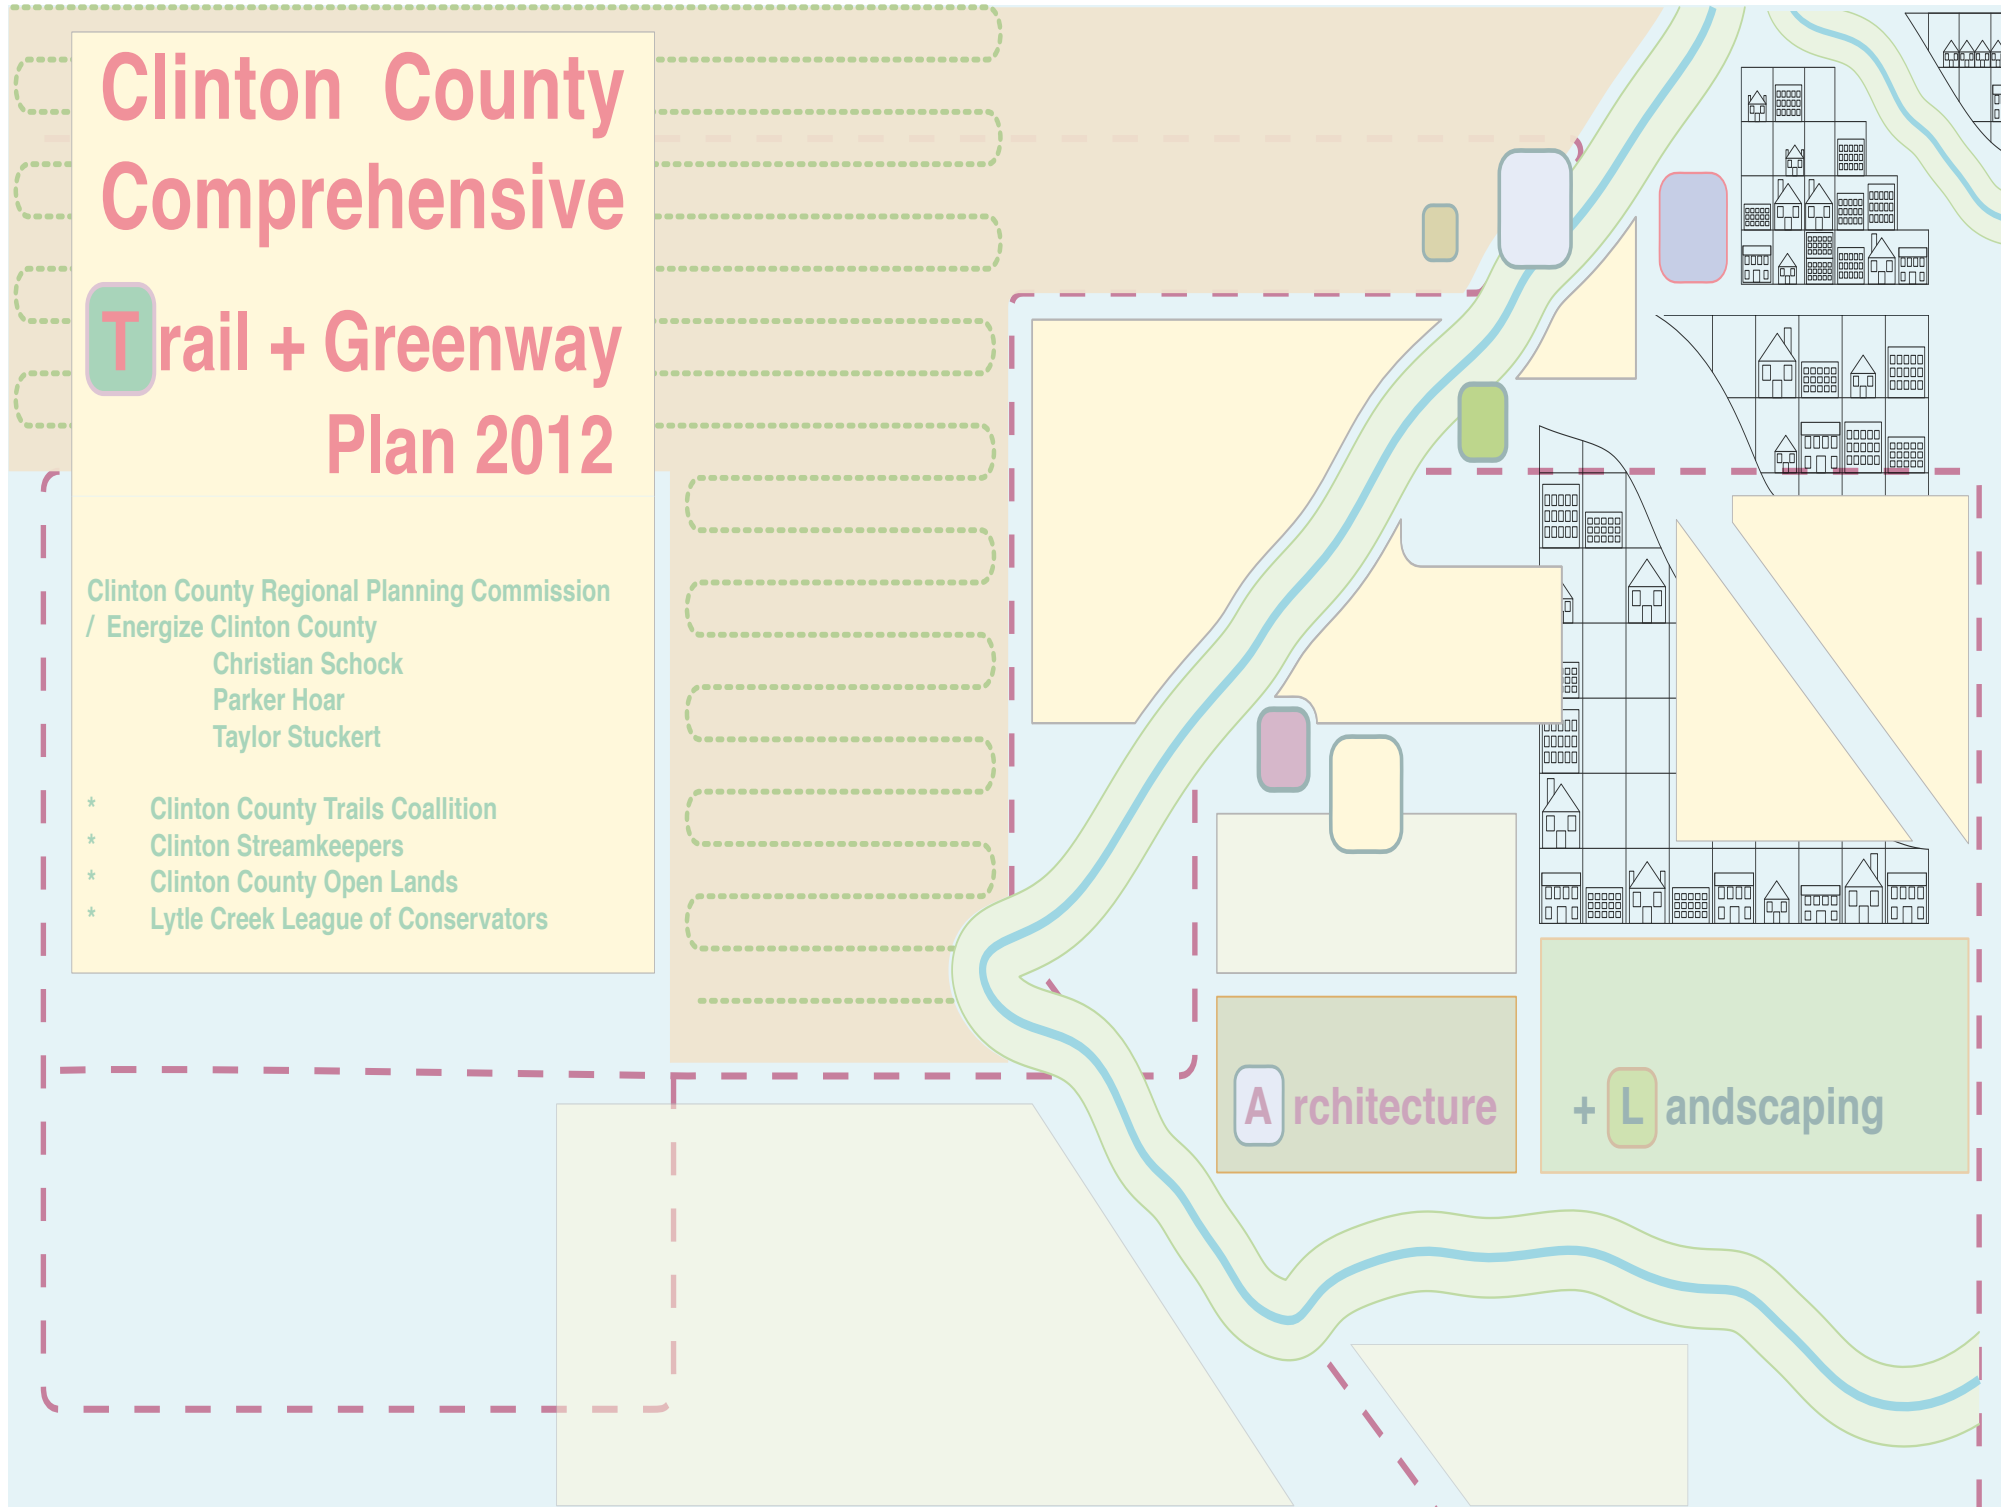 Clinton County
Comprehensive
Trail + Greenway
Plan 2012
Clinton County Regional Planning Commission
/ Energize Clinton County
Christian Schock
Parker Hoar
Taylor Stuckert
* Clinton County Trails Coallition
* Clinton Streamkeepers
* Clinton County Open Lands
* Lytle Creek League of Conservators
Architecture + Landscaping